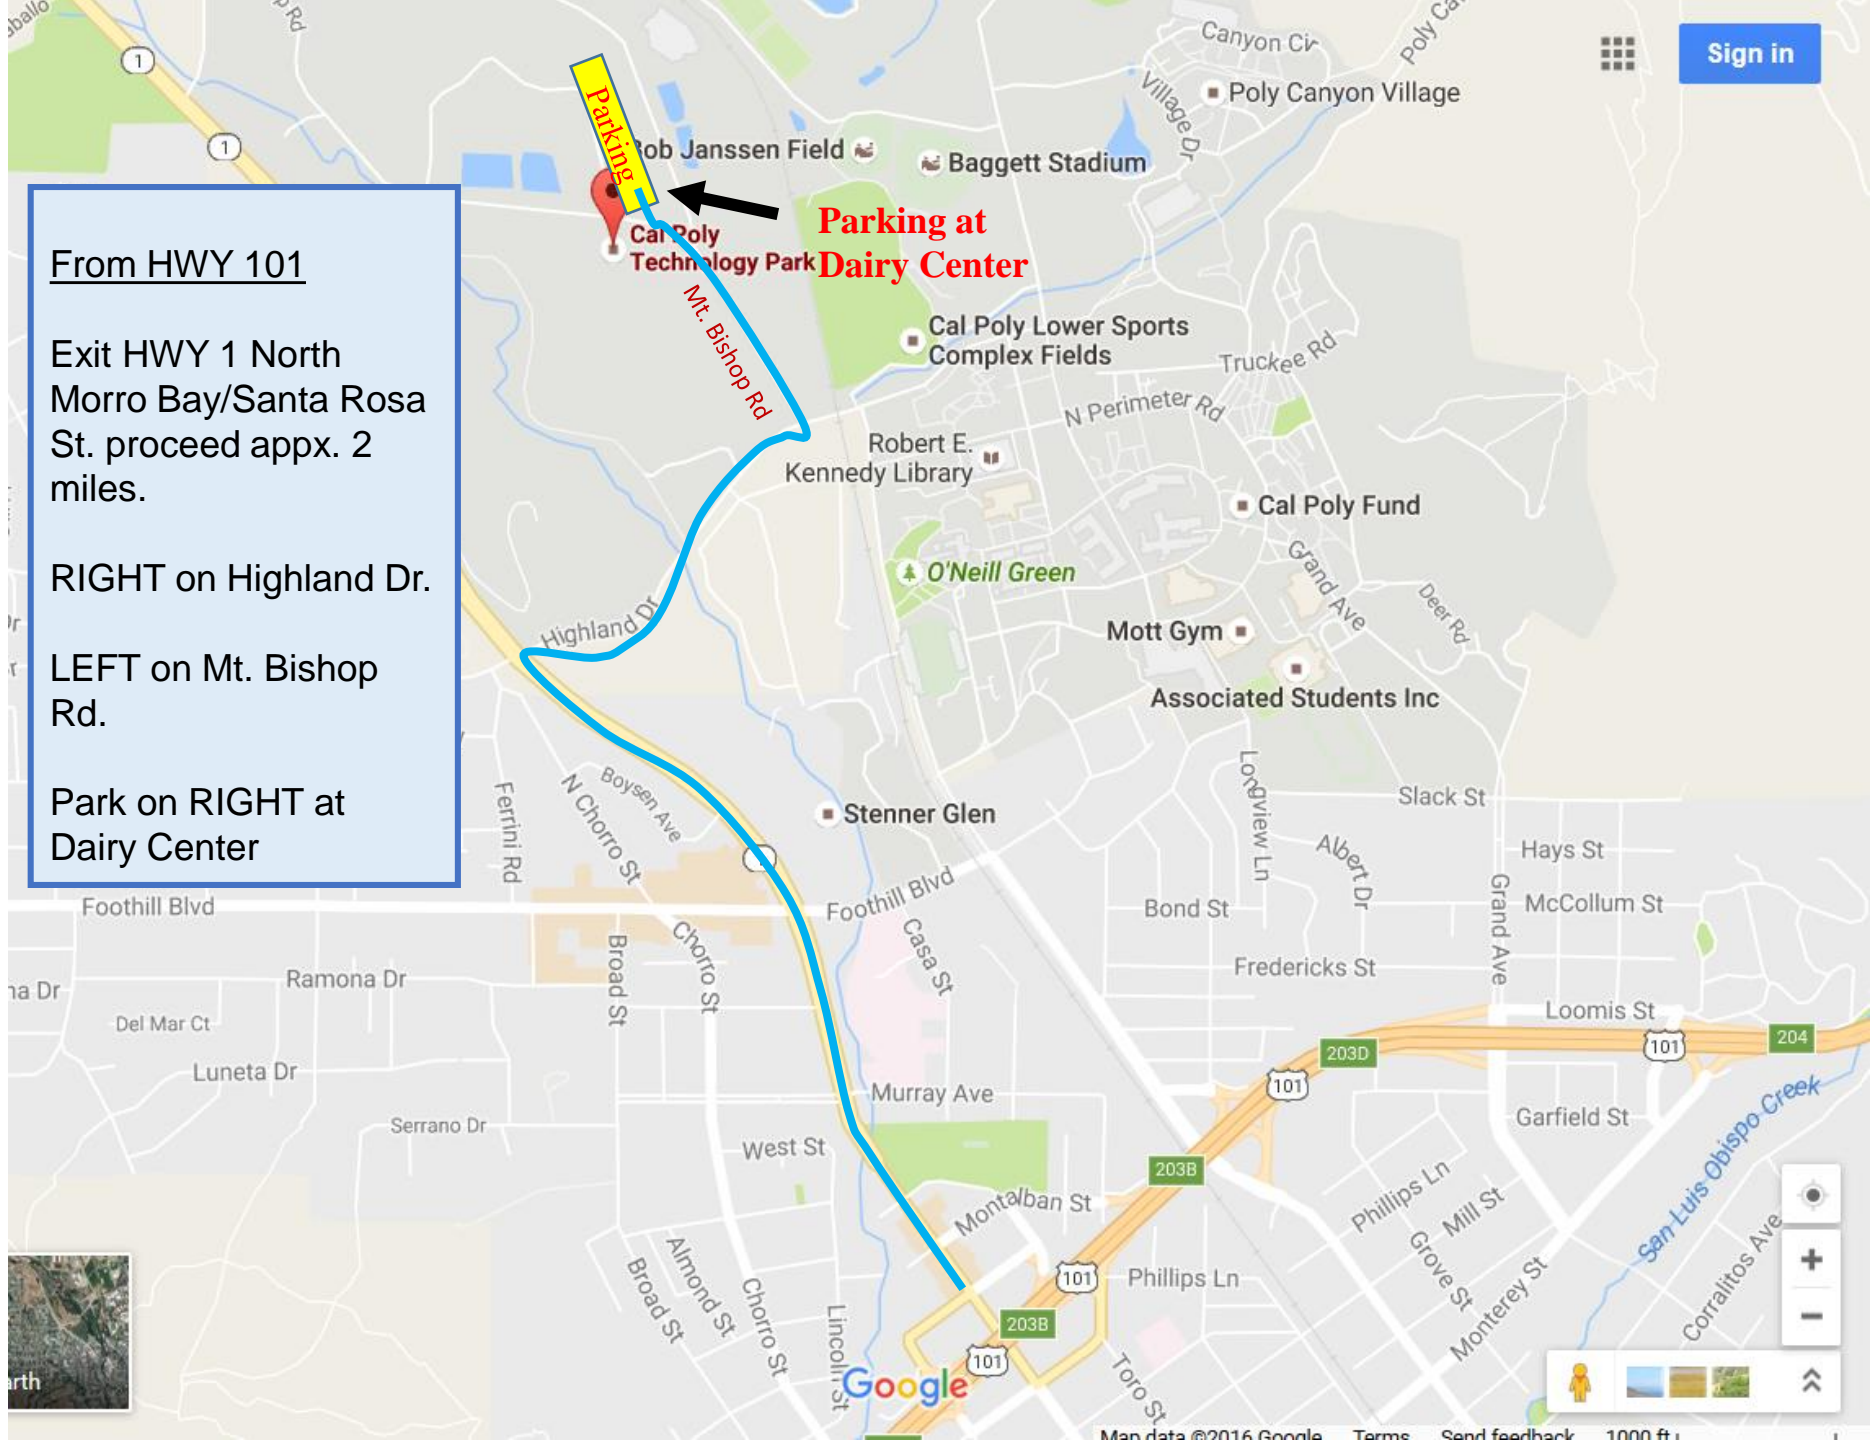 Rd
1
Canyon Cir
Sign in
Village Dr
Poly Canyon Village
Parking
1
Bob Janssen Field
Baggett Stadium
Parking at
Dairy Center
Cal Poly
Technology Park
From HWY 101
Exit HWY 1 North
Morro Bay/Santa Rosa
St. proceed appx. 2
miles.
RIGHT on Highland Dr.
LEFT on Mt. Bishop
Rd.
Park on RIGHT at
Dairy Center
Mt. Bishop Rd
Cal Poly Lower Sports
Complex Fields
Truckee Rd
N Perimeter Rd
Robert E.
Kennedy Library
Cal Poly Fund
Grand Ave
O'Neill Green
Deer Rd
Highland Dr
Mott Gym
Associated Students Inc
Boysen Ave
N Chorro St
Ferrini Rd
Stenner Glen
Longview Ln
Slack St
Albert Dr
Hays St
Grand Ave
McCollum St
Foothill Blvd
Foothill Blvd
Bond St
Casa St
Chorro St
Broad St
Fredericks St
Ramona Dr
na Dr
Del Mar Ct
Loomis St
204
101
203D
Luneta Dr
101
Murray Ave
Serrano Dr
Garfield St
San Luis Obispo Creek
West St
203B
Phillips Ln
Mill St
Montalban St
Grove St
Monterey St
Corralitos Ave
Almond St
Broad St
Chorro St
Lincoln St
101
Phillips Ln
203B
101
Toro St
Google
arth
Map data ©2016 Google Terms Send feedback 1000 ft